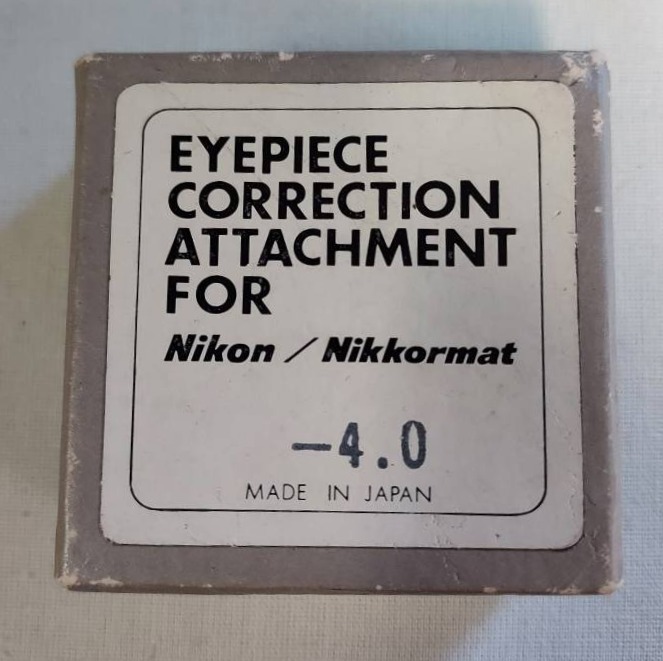 EYEPIECE
CORRECTION
ATTACHMENT
FOR
Nikon / Nikkormat
-4.0
MADE IN JAPAN